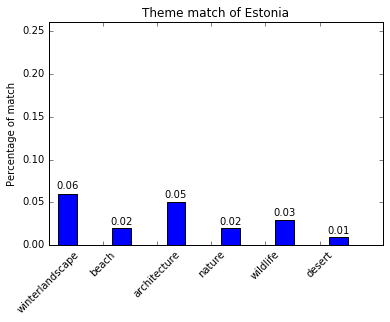 Theme match of Estonia
Percentage of match
0.25
0.20
0.15
0.10
0.05
0.00
0.06
0.02
0.05
0.02
0.03
0.01
winterlandscape
beach
architecture
nature
wildlife
desert